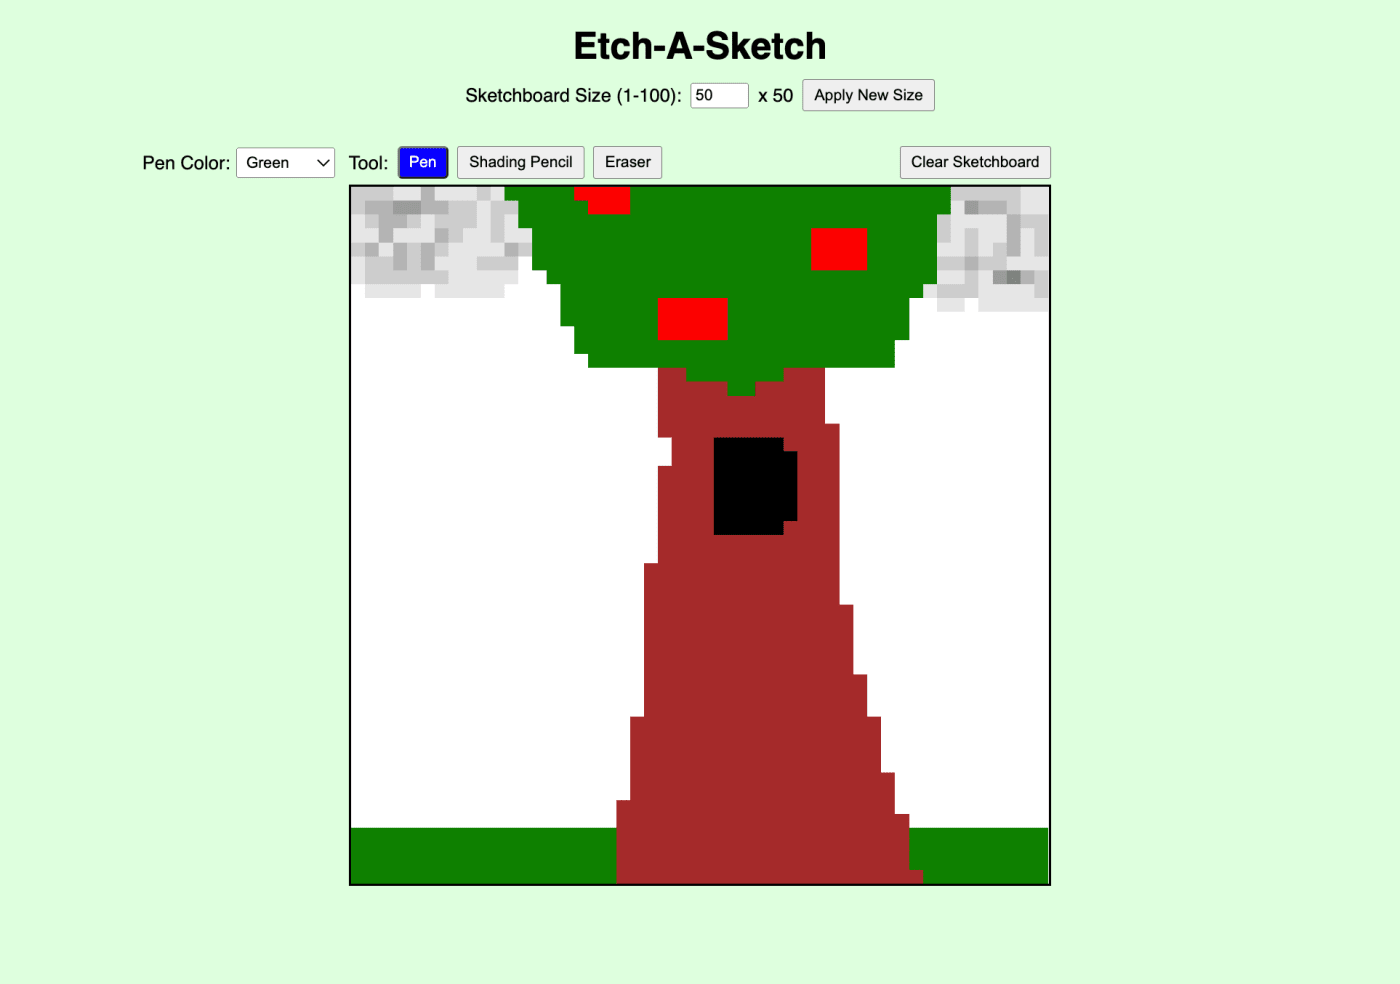 Etch-A-Sketch
Sketchboard Size (1-100): 50 x 50 Apply New Size
Pen Color: Green Tool: Pen Shading Pencil Eraser Clear Sketchboard